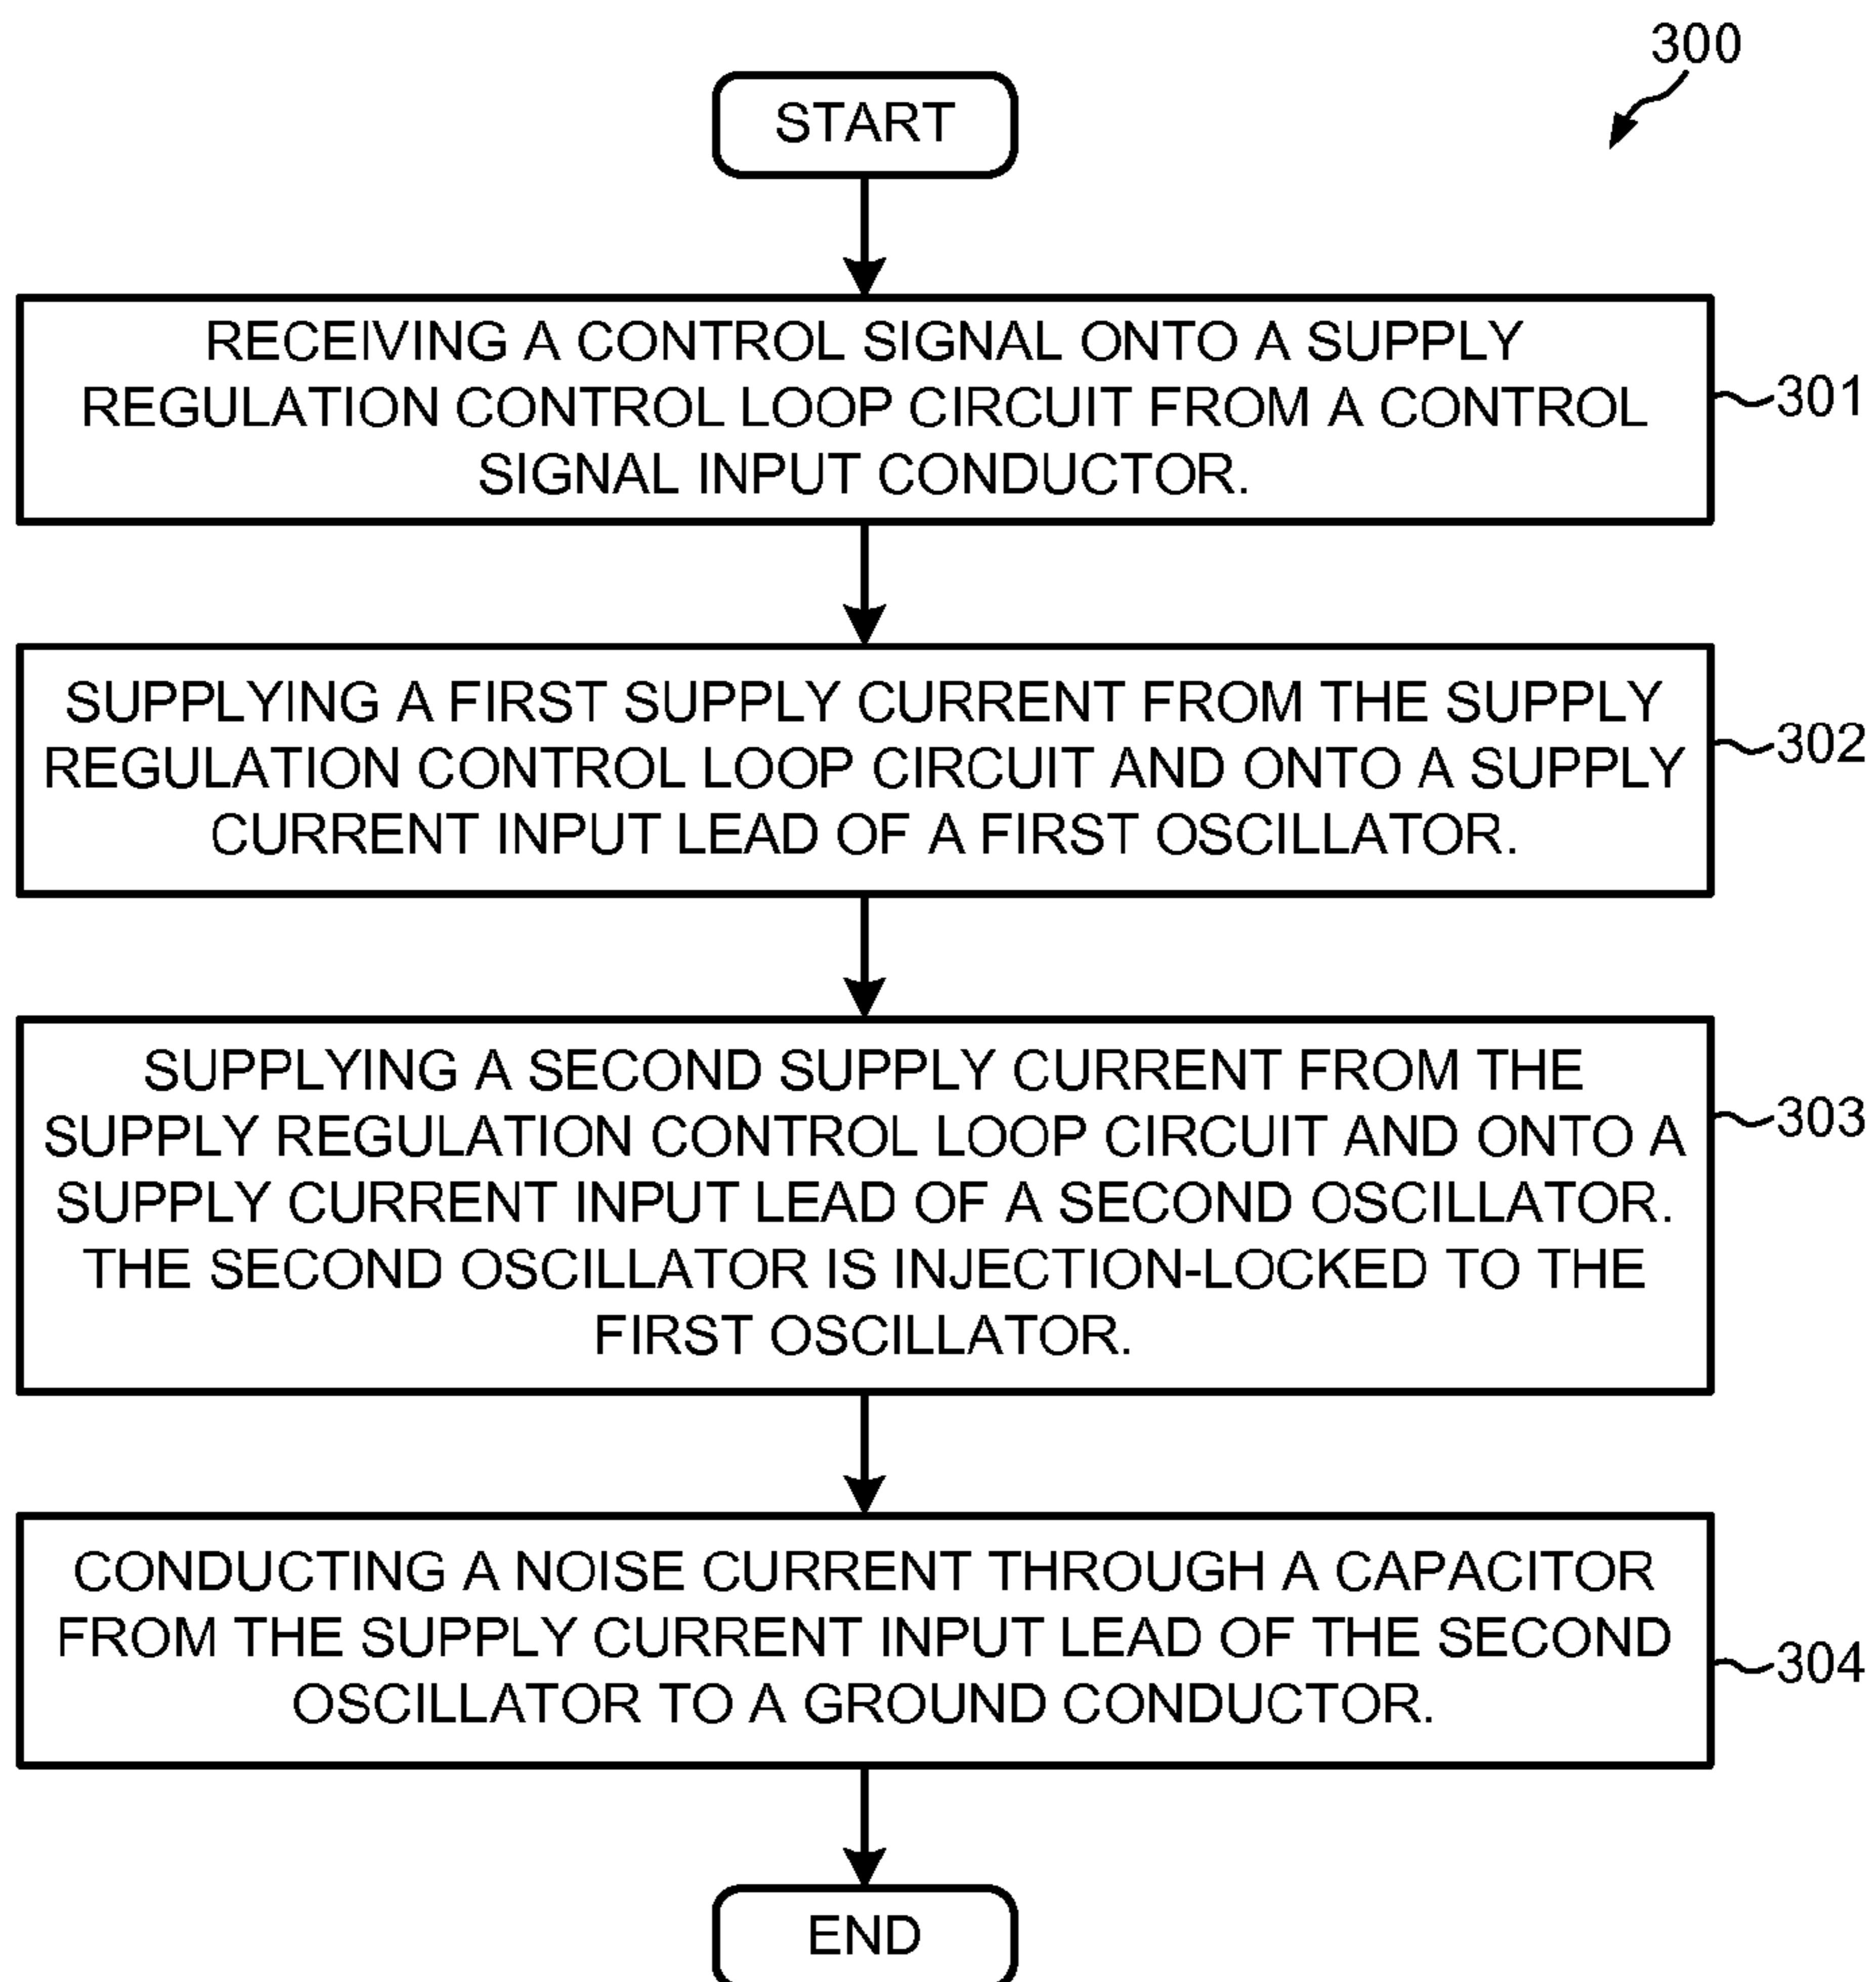 300
START
RECEIVING A CONTROL SIGNAL ONTO A SUPPLY
REGULATION CONTROL LOOP CIRCUIT FROM A CONTROL
SIGNAL INPUT CONDUCTOR.
301
SUPPLYING A FIRST SUPPLY CURRENT FROM THE SUPPLY
REGULATION CONTROL LOOP CIRCUIT AND ONTO A SUPPLY
CURRENT INPUT LEAD OF A FIRST OSCILLATOR.
302
SUPPLYING A SECOND SUPPLY CURRENT FROM THE
SUPPLY REGULATION CONTROL LOOP CIRCUIT AND ONTO A
SUPPLY CURRENT INPUT LEAD OF A SECOND OSCILLATOR.
THE SECOND OSCILLATOR IS INJECTION-LOCKED TO THE
FIRST OSCILLATOR.
303
CONDUCTING A NOISE CURRENT THROUGH A CAPACITOR
FROM THE SUPPLY CURRENT INPUT LEAD OF THE SECOND
OSCILLATOR TO A GROUND CONDUCTOR.
304
END